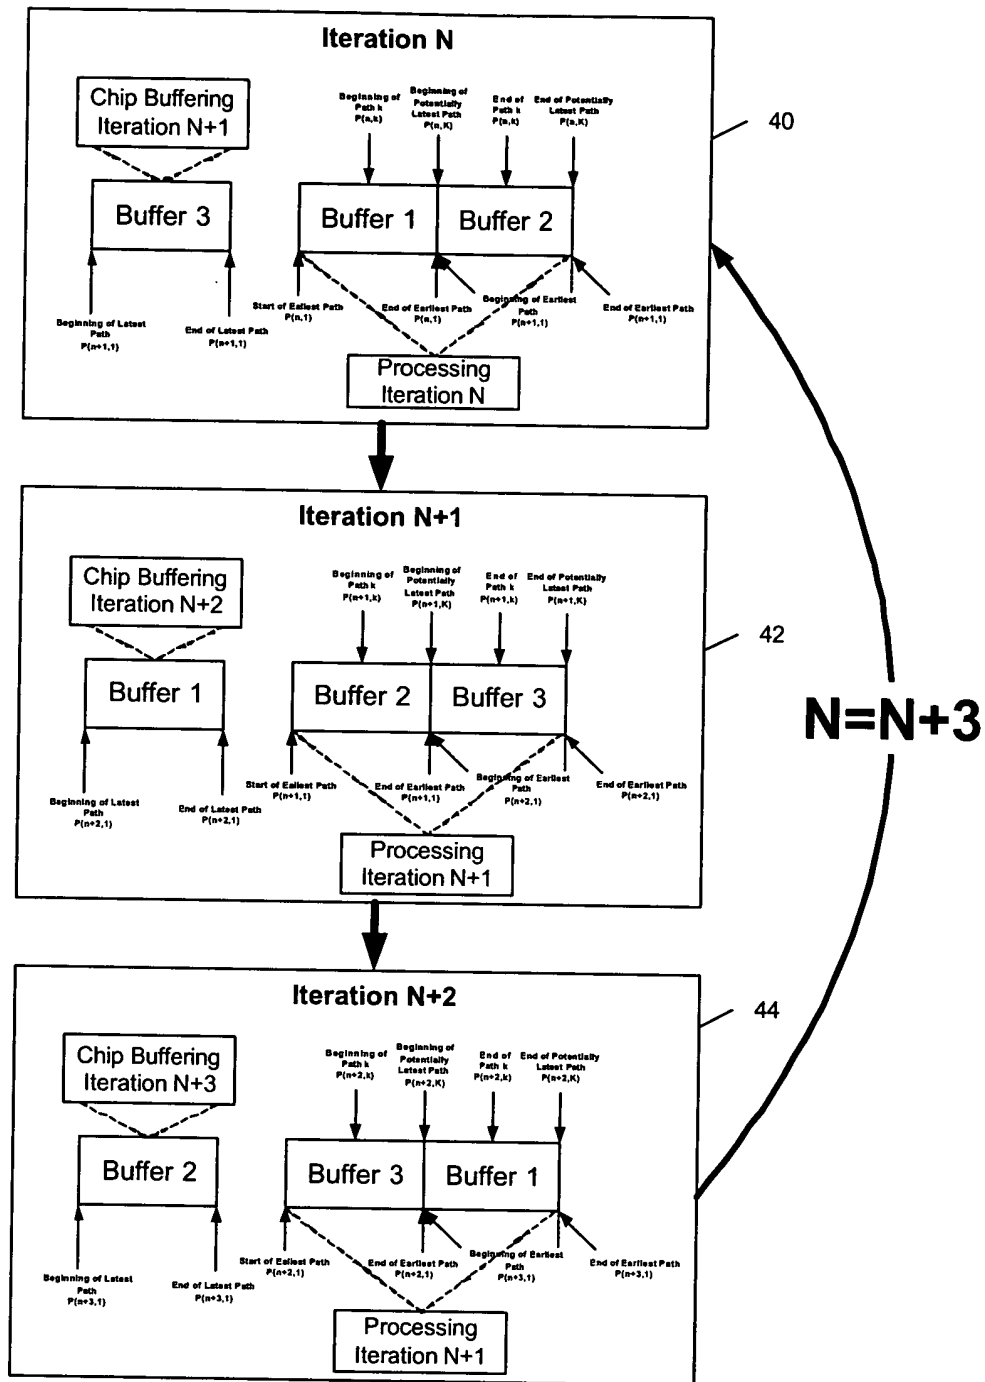 Iteration N
Chip Buffering
Iteration N+1
Beginning of
Path k
P(n,k)
Beginning of
Potentially
Latest Path
P(n,K)
End of
Path k
P(n,k)
End of Potentially
Latest Path
P(n,K)
40
Buffer 3
Buffer 1
Buffer 2
Beginning of Latest
Path
P(n+1,1)
End of Latest Path
P(n+1,1)
Start of Eailest Path
P(n,1)
End of Earliest Path
P(n,1)
Beginning of Earliest
Path
P(n+1,1)
End of Earliest Path
P(n+1,1)
Processing
Iteration N
Iteration N+1
Chip Buffering
Iteration N+2
Beginning of
Path k
P(n+1,k)
Beginning of
Potentially
Latest Path
P(n+1,K)
End of
Path k
P(n+1,k)
End of Potentially
Latest Path
P(n+1,K)
42
Buffer 1
Buffer 2
Buffer 3
Beginning of Latest
Path
P(n+2,1)
End of Latest Path
P(n+2,1)
Start of Eailest Path
P(n+1,1)
End of Earliest Path
P(n+1,1)
Beginning of Earliest
Path
P(n+2,1)
End of Earliest Path
P(n+2,1)
Processing
Iteration N+1
N=N+3
Iteration N+2
Chip Buffering
Iteration N+3
Beginning of
Path k
P(n+2,k)
Beginning of
Potentially
Latest Path
P(n+2,K)
End of
Path k
P(n+2,k)
End of Potentially
Latest Path
P(n+2,K)
44
Buffer 2
Buffer 3
Buffer 1
Beginning of Latest
Path
P(n+3,1)
End of Latest Path
P(n+3,1)
Start of Eailest Path
P(n+2,1)
End of Earliest Path
P(n+2,1)
Beginning of Earliest
Path
P(n+3,1)
End of Earliest Path
P(n+3,1)
Processing
Iteration N+1